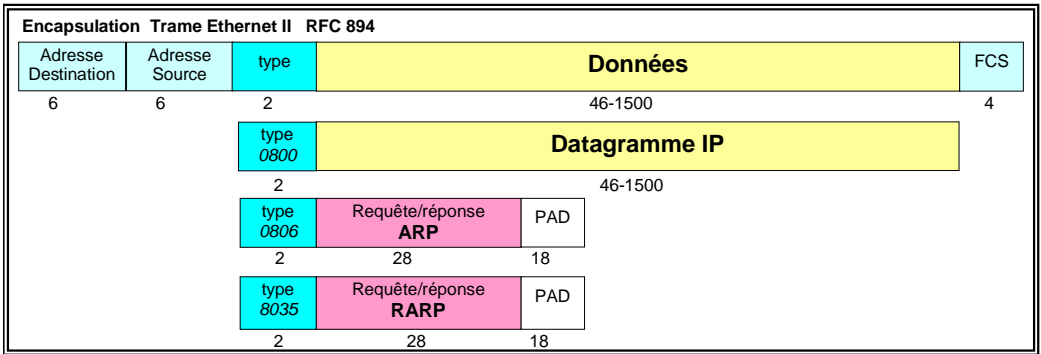 Encapsulation Trame Ethernet II RFC 894
Adresse Destination
Adresse Source
type
Données
FCS
6
6
2
46-1500
4
type
0800
Datagramme IP
2
46-1500
type
0806
Requête/réponse
ARP
PAD
2
28
18
type
8035
Requête/réponse
RARP
PAD
2
28
18